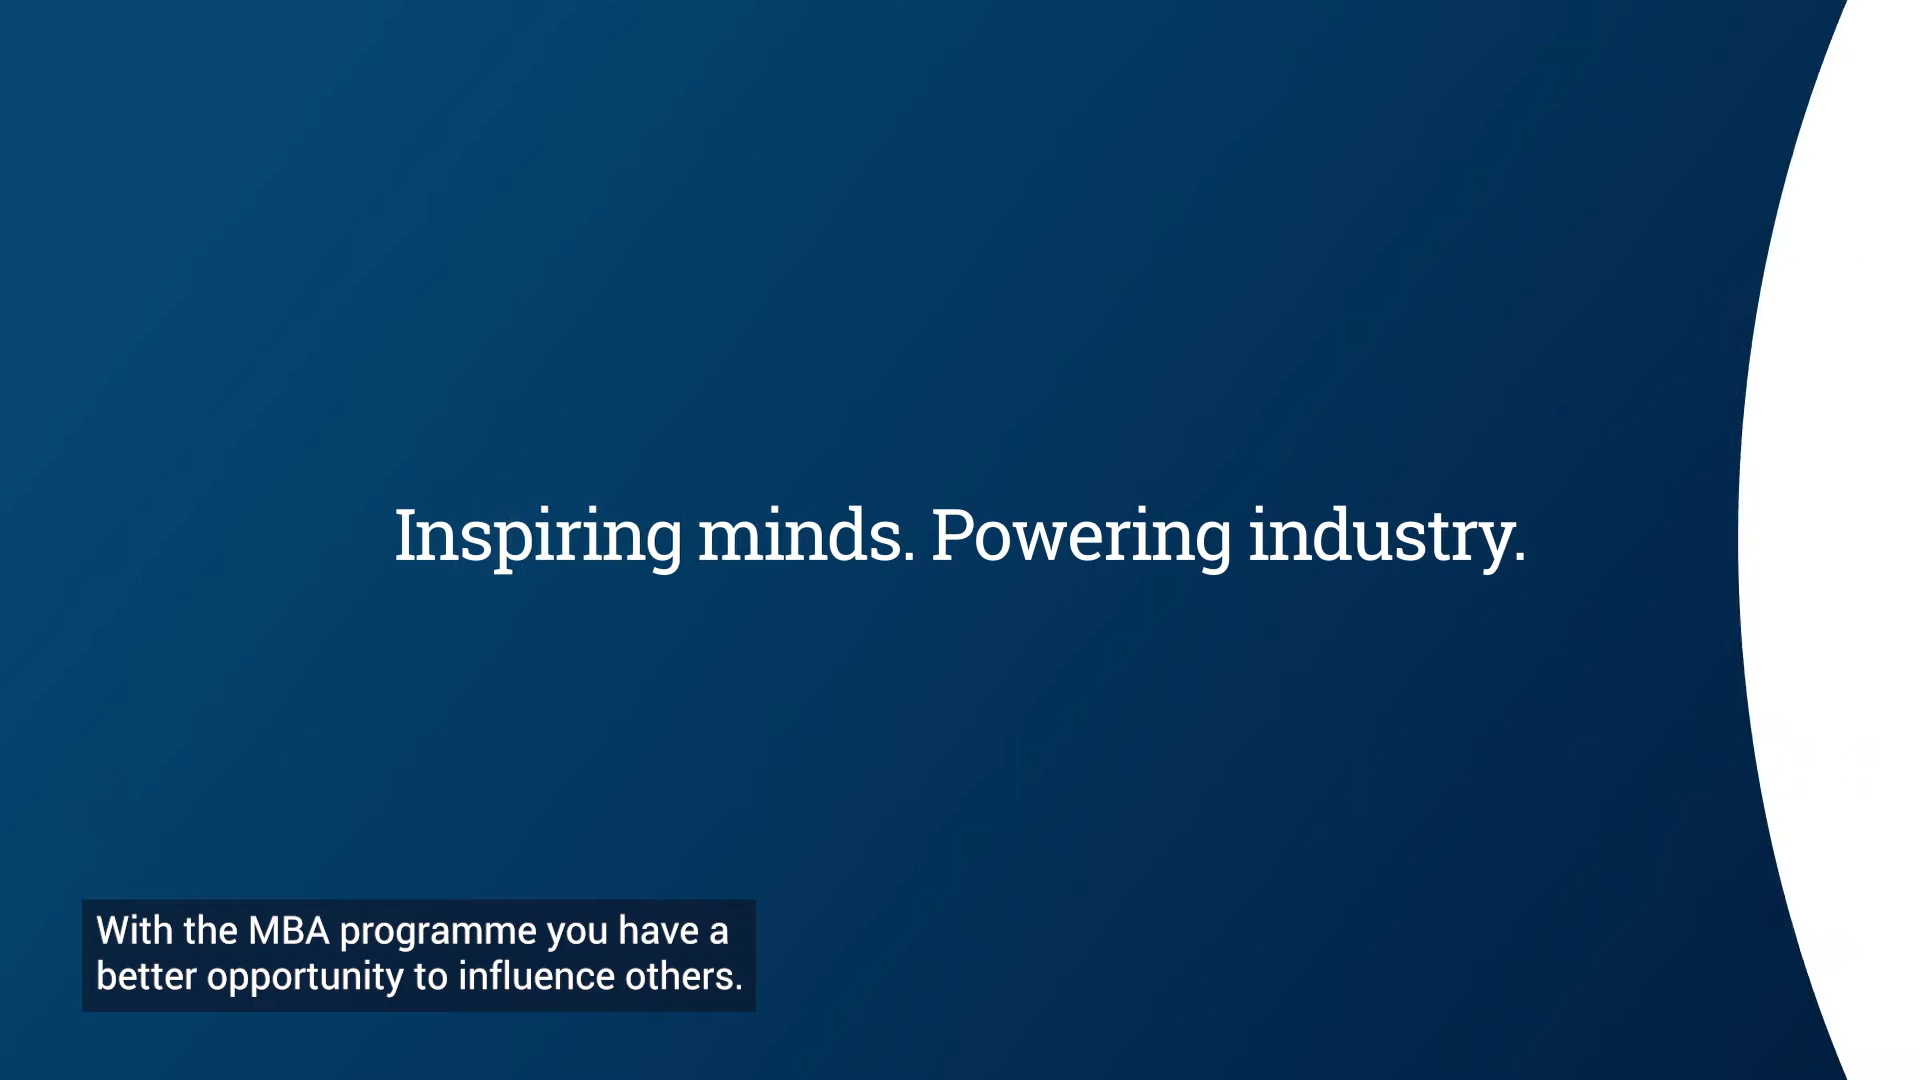 Inspiring minds. Powering industry.
With the MBA programme you have a
better opportunity to influence others.